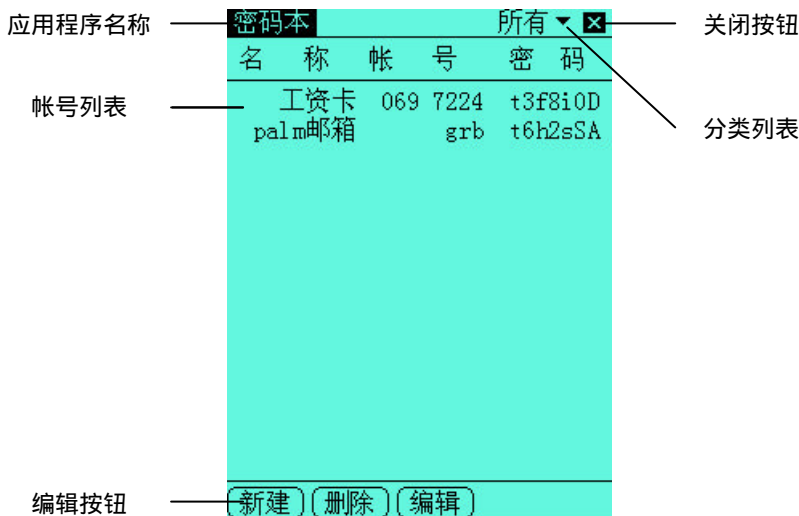 应用程序名称 密码本 所有 关闭按钮
名 称 帐 号 密 码
帐号列表 工资卡 069 7224 t3f8i0D
palm邮箱 grb t6h2sSA 分类列表
编辑按钮 新建 删除 编辑